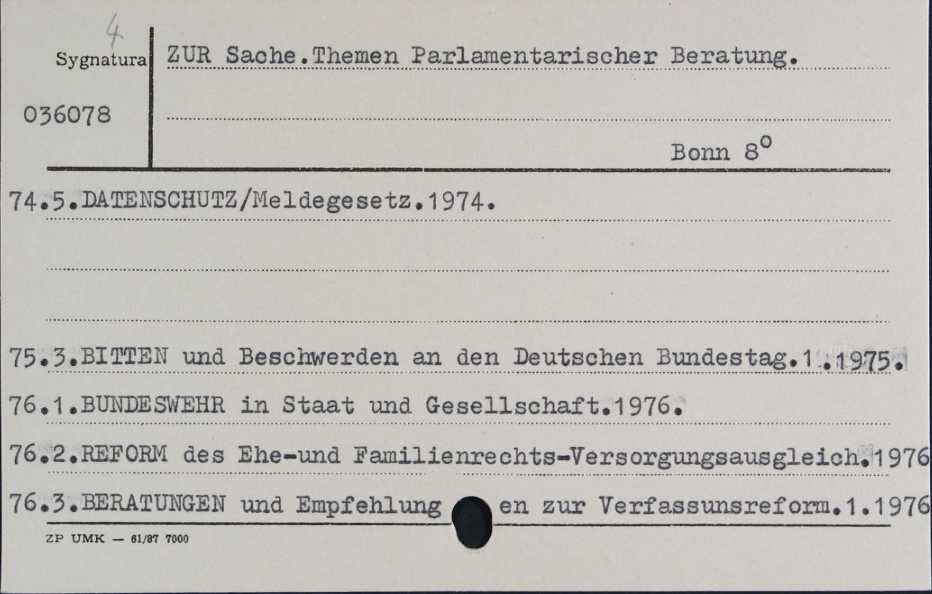 4
Sygnatura ZUR Sache.Themen Parlamentarischer Beratung.
036078
Bonn 8⁰
74.5.DATENSCHUTZ/Meldegesetz.1974.
75.3.BITTEN und Beschwerden an den Deutschen Bundestag.1.1975.
76.1.BUNDESWEHR in Staat und Gesellschaft.1976.
76.2.REFORM des Ehe-und Familienrechts-Versorgungsausgleich.1976
76.3.BERATUNGEN und Empfehlung en zur Verfassunsreform.1.1976
ZP UMK — 61/87 7000